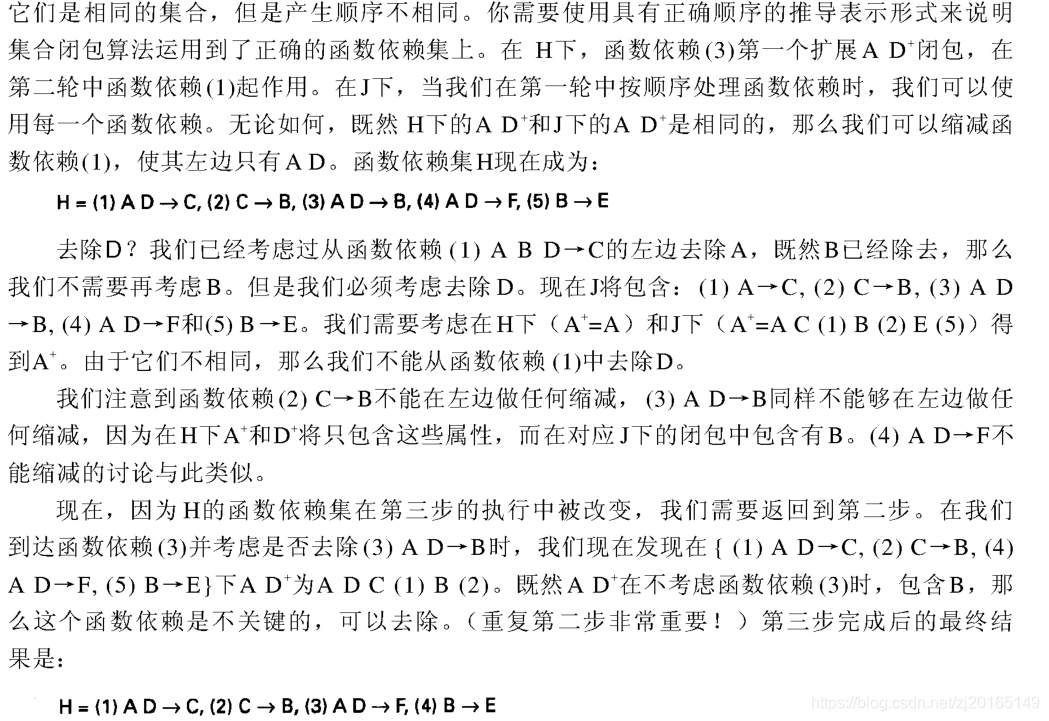 它们是相同的集合，但是产生顺序不相同。你需要使用具有正确顺序的推导表示形式来说明
集合闭包算法运用到了正确的函数依赖集上。在 H下，函数依赖(3)第一个扩展A D⁺闭包，在
第二轮中函数依赖(1)起作用。在J下，当我们在第一轮中按顺序处理函数依赖时，我们可以使
用每一个函数依赖。无论如何，既然 H下的A D⁺和J下的A D⁺是相同的，那么我们可以缩减函
数依赖(1)，使其左边只有A D。函数依赖集H现在成为：
H = (1) A D → C, (2) C → B, (3) A D → B, (4) A D → F, (5) B → E
去除D？我们已经考虑过从函数依赖 (1) A B D→C的左边去除A，既然B已经除去，那么
我们不需要再考虑B。但是我们必须考虑去除 D。现在J将包含：(1) A→C, (2) C→B, (3) A D
→B, (4) A D→F和(5) B→E。我们需要考虑在H下（A⁺=A）和J下（A⁺=A C (1) B (2) E (5)）得
到A⁺。由于它们不相同，那么我们不能从函数依赖 (1)中去除D。
我们注意到函数依赖(2) C→B不能在左边做任何缩减， (3) A D→B同样不能够在左边做任
何缩减，因为在H下A⁺和D⁺将只包含这些属性，而在对应J下的闭包中包含有B。(4) A D→F不
能缩减的讨论与此类似。
现在，因为H的函数依赖集在第三步的执行中被改变，我们需要返回到第二步。在我们
到达函数依赖(3)并考虑是否去除(3) A D→B时，我们现在发现在{ (1) A D→C, (2) C→B, (4)
A D→F, (5) B→E}下A D⁺为A D C (1) B (2)。既然A D⁺在不考虑函数依赖(3)时，包含B，那
么这个函数依赖是不关键的，可以去除。（重复第二步非常重要！）第三步完成后的最终结
果是：
H = (1) A D → C, (2) C → B, (3) A D → F, (4) B → E
https://blog.csdn.net/zj20165149